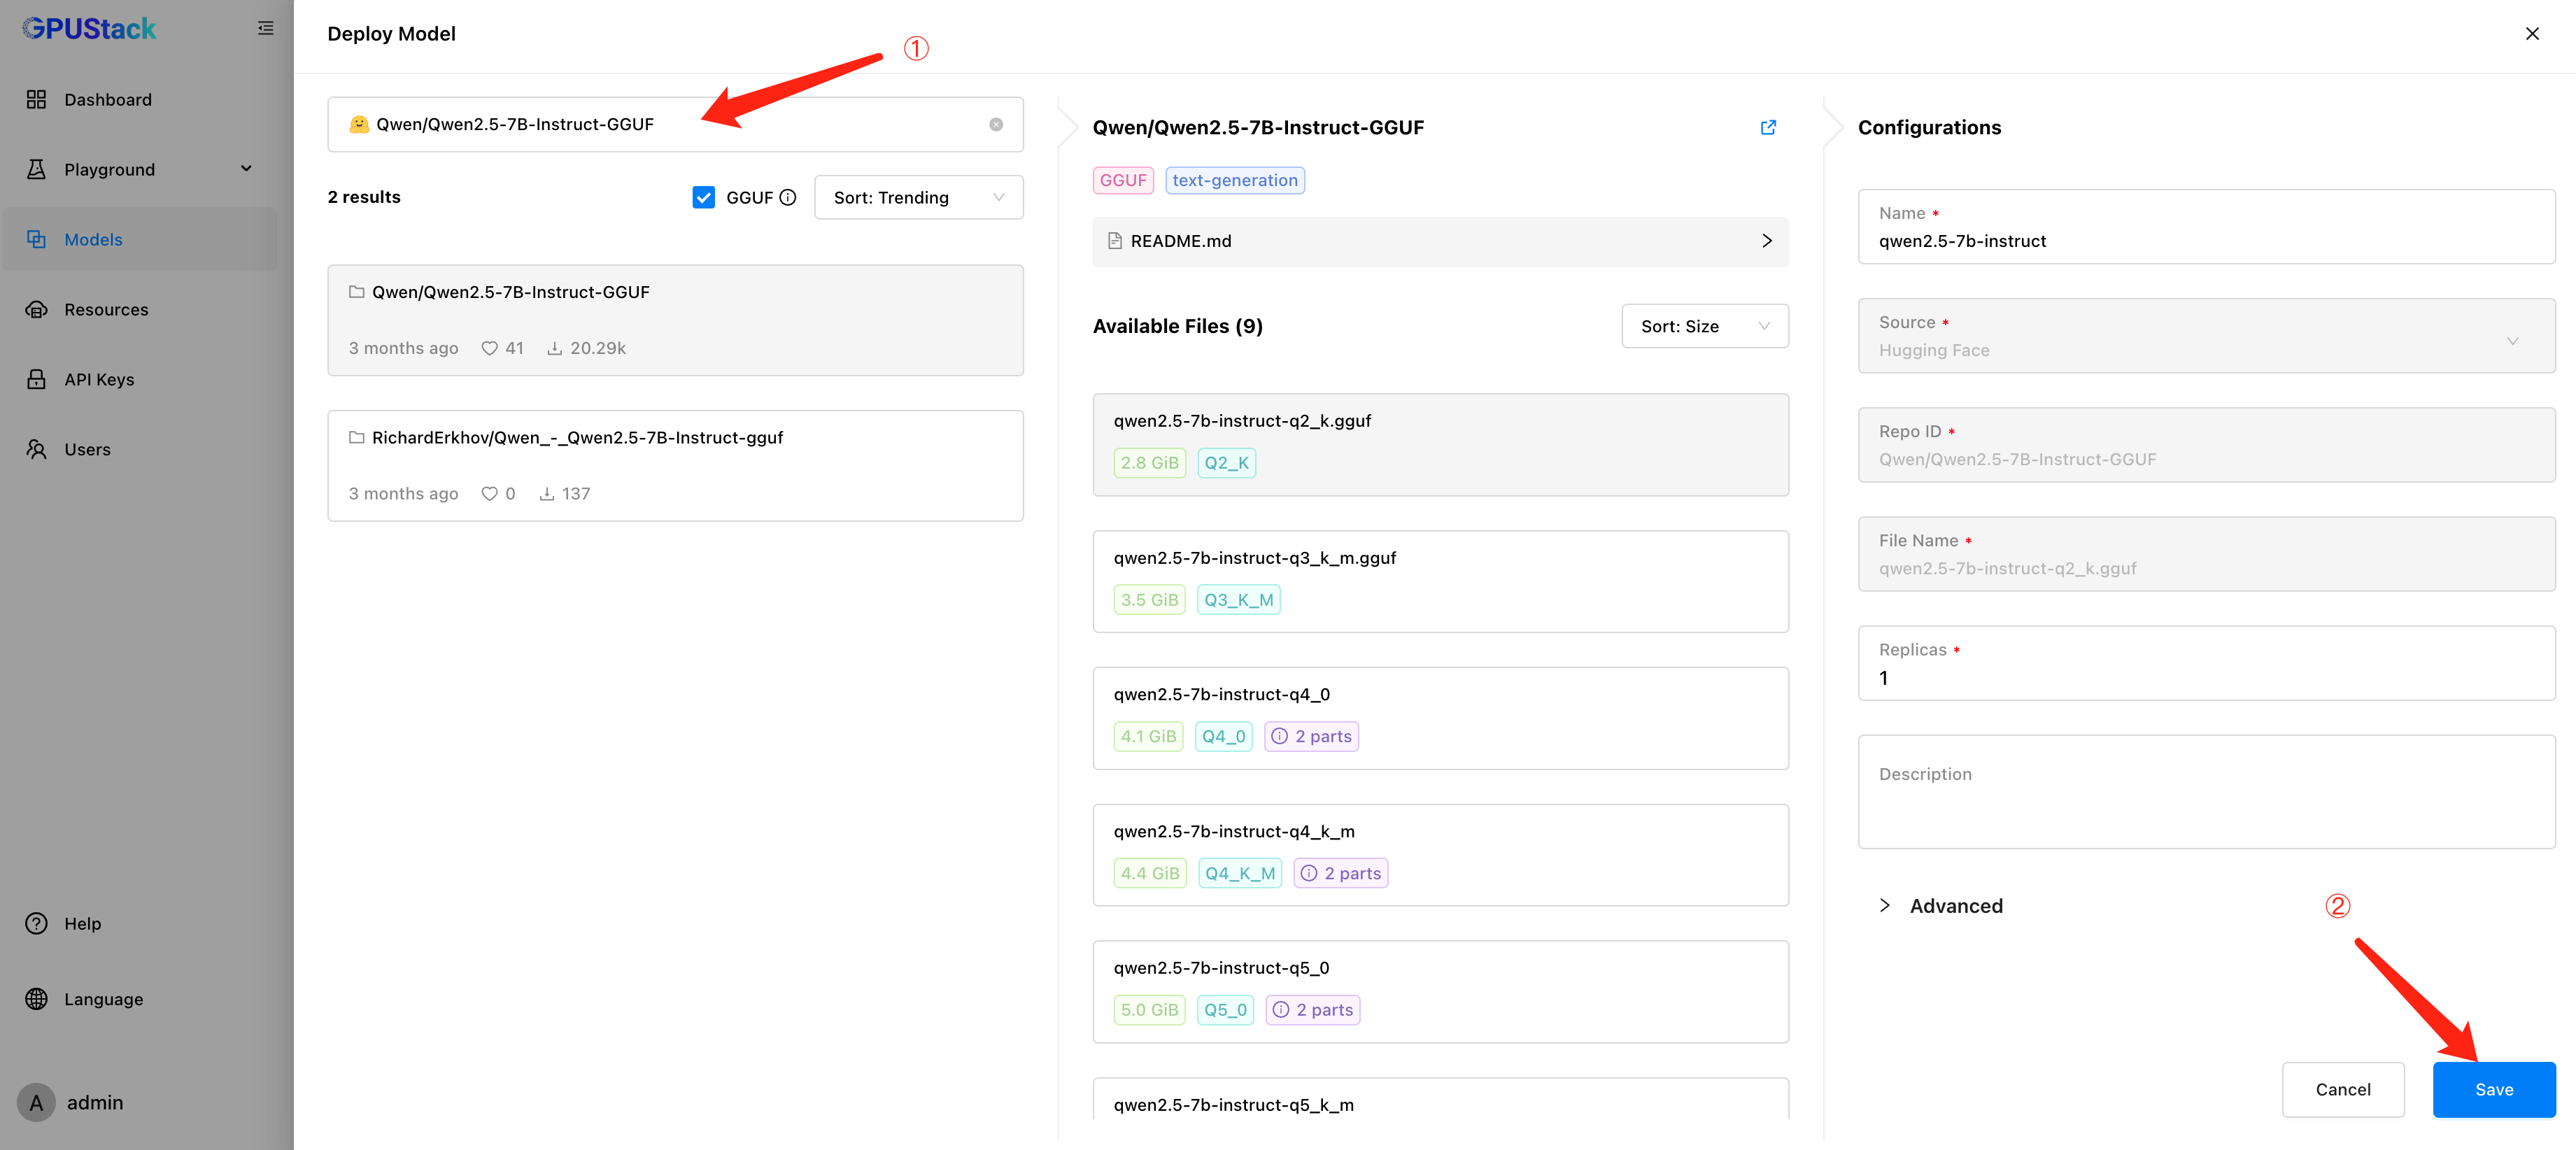 GPUStack
Dashboard
Playground
Models
Resources
API Keys
Users
Help
Language
A admin
Deploy Model
①
Qwen/Qwen2.5-7B-Instruct-GGUF
2 results
GGUF
Sort: Trending
Qwen/Qwen2.5-7B-Instruct-GGUF
3 months ago 41 20.29k
RichardErkhov/Qwen_-_Qwen2.5-7B-Instruct-gguf
3 months ago 0 137
Qwen/Qwen2.5-7B-Instruct-GGUF
GGUF text-generation
README.md
Available Files (9)
Sort: Size
qwen2.5-7b-instruct-q2_k.gguf
2.8 GiB Q2_K
qwen2.5-7b-instruct-q3_k_m.gguf
3.5 GiB Q3_K_M
qwen2.5-7b-instruct-q4_0
4.1 GiB Q4_0 2 parts
qwen2.5-7b-instruct-q4_k_m
4.4 GiB Q4_K_M 2 parts
qwen2.5-7b-instruct-q5_0
5.0 GiB Q5_0 2 parts
qwen2.5-7b-instruct-q5_k_m
Configurations
Name *
qwen2.5-7b-instruct
Source *
Hugging Face
Repo ID *
Qwen/Qwen2.5-7B-Instruct-GGUF
File Name *
qwen2.5-7b-instruct-q2_k.gguf
Replicas *
1
Description
Advanced
②
Cancel
Save